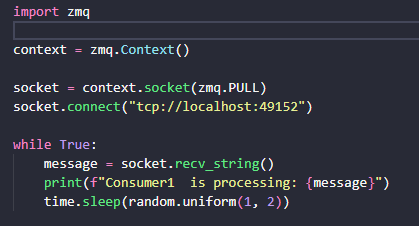 import zmq
context = zmq.Context()
socket = context.socket(zmq.PULL)
socket.connect("tcp://localhost:49152")
while True:
    message = socket.recv_string()
    print(f"Consumer1  is processing: {message}")
    time.sleep(random.uniform(1, 2))